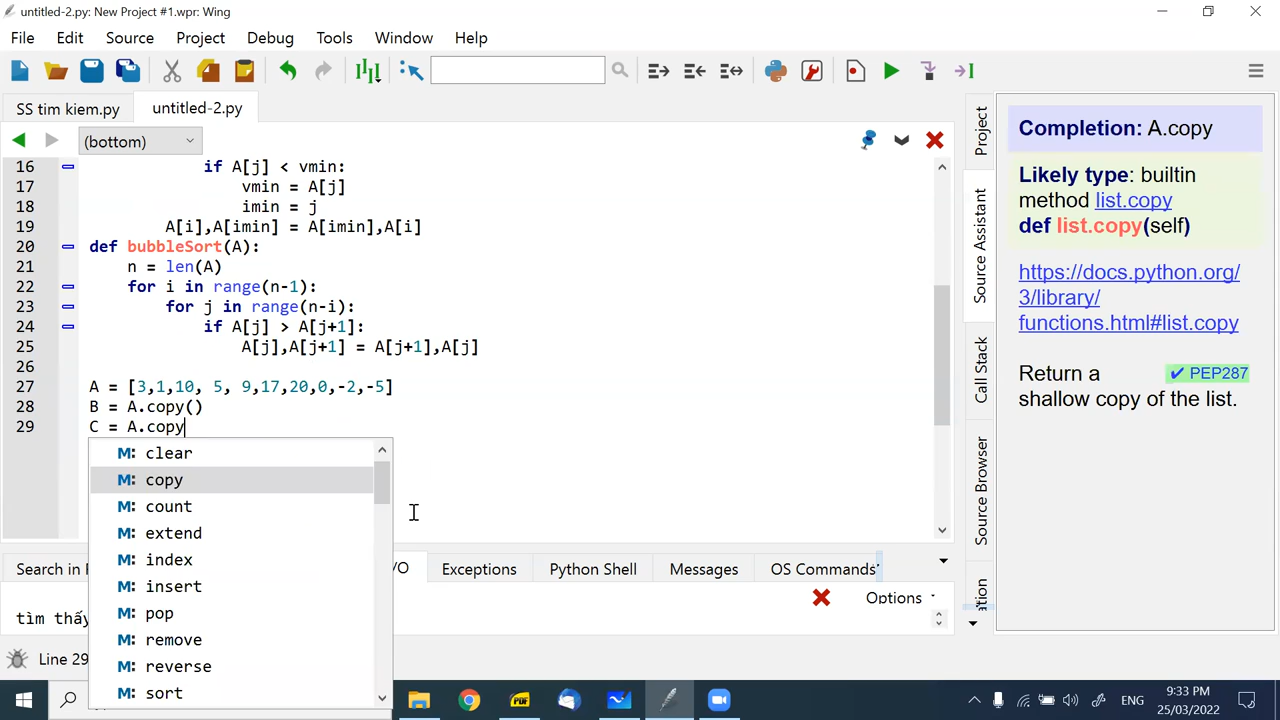 untitled-2.py: New Project #1.wpr: Wing
File Edit Source Project Debug Tools Window Help
SS tim kiem.py untitled-2.py
(bottom)
16 if A[j] < vmin:
17 vmin = A[j]
18 imin = j
19 A[i],A[imin] = A[imin],A[i]
20 def bubbleSort(A):
21 n = len(A)
22 for i in range(n-1):
23 for j in range(n-i):
24 if A[j] > A[j+1]:
25 A[j],A[j+1] = A[j+1],A[j]
26
27 A = [3,1,10, 5, 9,17,20,0,-2,-5]
28 B = A.copy()
29 C = A.copy
M: clear
M: copy
M: count
M: extend
M: index
M: insert
M: pop
M: remove
M: reverse
M: sort
Search in /O Exceptions Python Shell Messages OS Commands
Options
tìm thấy
Line 29
Project
Source Assistant
Call Stack
Source Browser
Completion: A.copy
Likely type: builtin
method list.copy
def list.copy(self)
https://docs.python.org/
3/library/
functions.html#list.copy
Return a ✔ PEP287
shallow copy of the list.
PDF
ENG
9:33 PM
25/03/2022